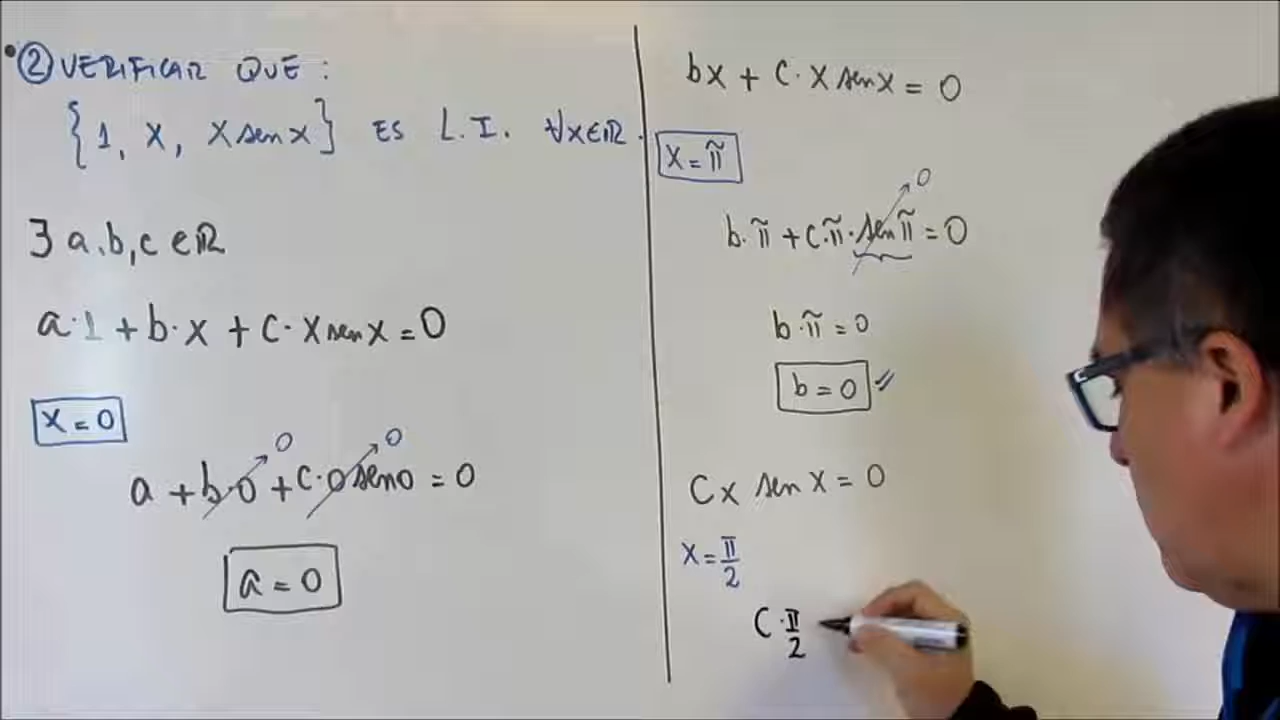 ② VERIFICAR QUE :
{1, x, x sen x} ES L.I. ∀x∈ℝ.
∃ a,b,c ∈ ℝ
a·1 + b·x + c·x sen x = 0
x = 0
0 0
a + b·0 + c·0 sen 0 = 0
a = 0
bx + c·x sen x = 0
x = π
0
b·π + c·π·sen π = 0
b·π = 0
b = 0
Cx sen x = 0
x = π/2
C·π/2